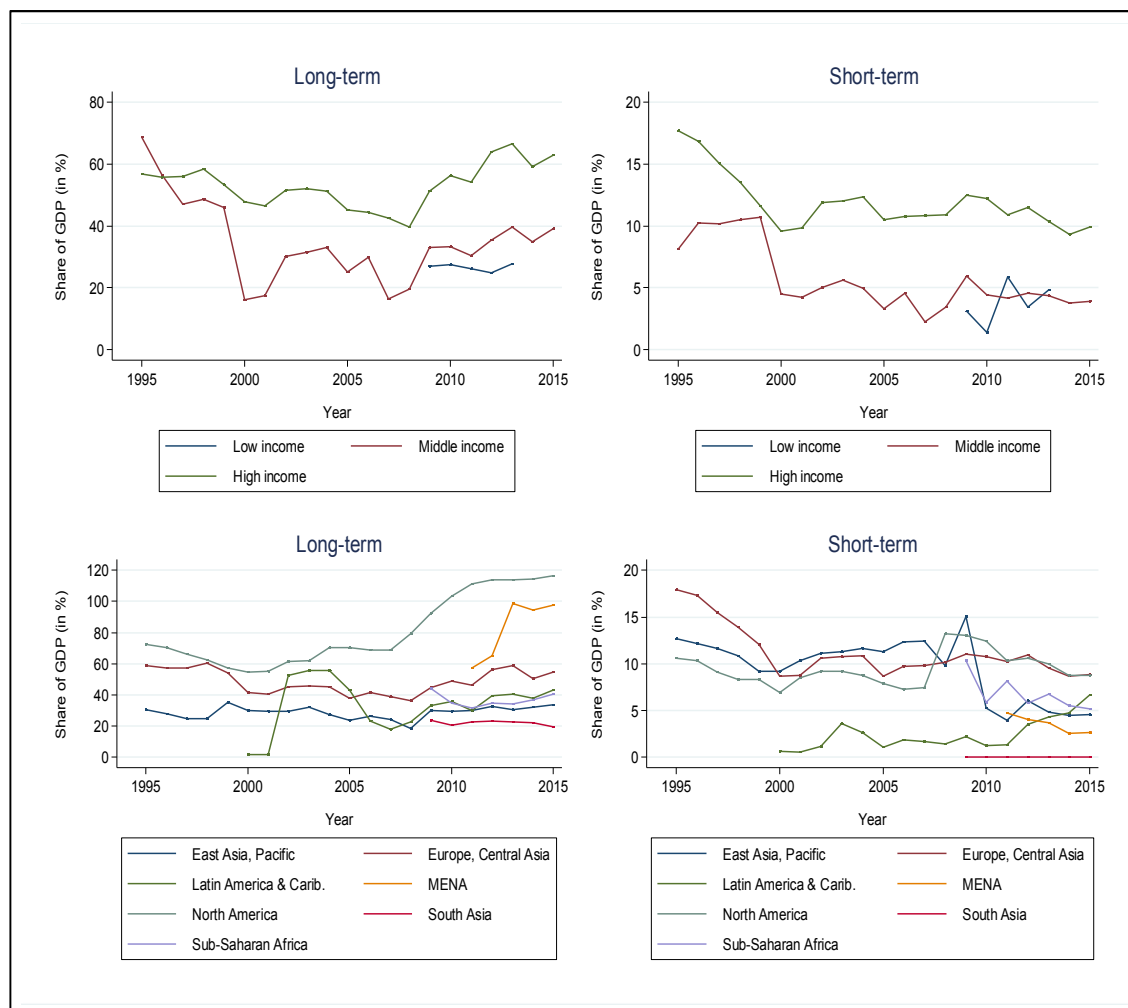 Long-term
Share of GDP (in %)
80
60
40
20
0
1995 2000 2005 2010 2015
Year
Low income Middle income
High income
Short-term
Share of GDP (in %)
20
15
10
5
0
1995 2000 2005 2010 2015
Year
Low income Middle income
High income
Long-term
Share of GDP (in %)
120
100
80
60
40
20
0
1995 2000 2005 2010 2015
Year
East Asia, Pacific Europe, Central Asia
Latin America & Carib. MENA
North America South Asia
Sub-Saharan Africa
Short-term
Share of GDP (in %)
20
15
10
5
0
1995 2000 2005 2010 2015
Year
East Asia, Pacific Europe, Central Asia
Latin America & Carib. MENA
North America South Asia
Sub-Saharan Africa